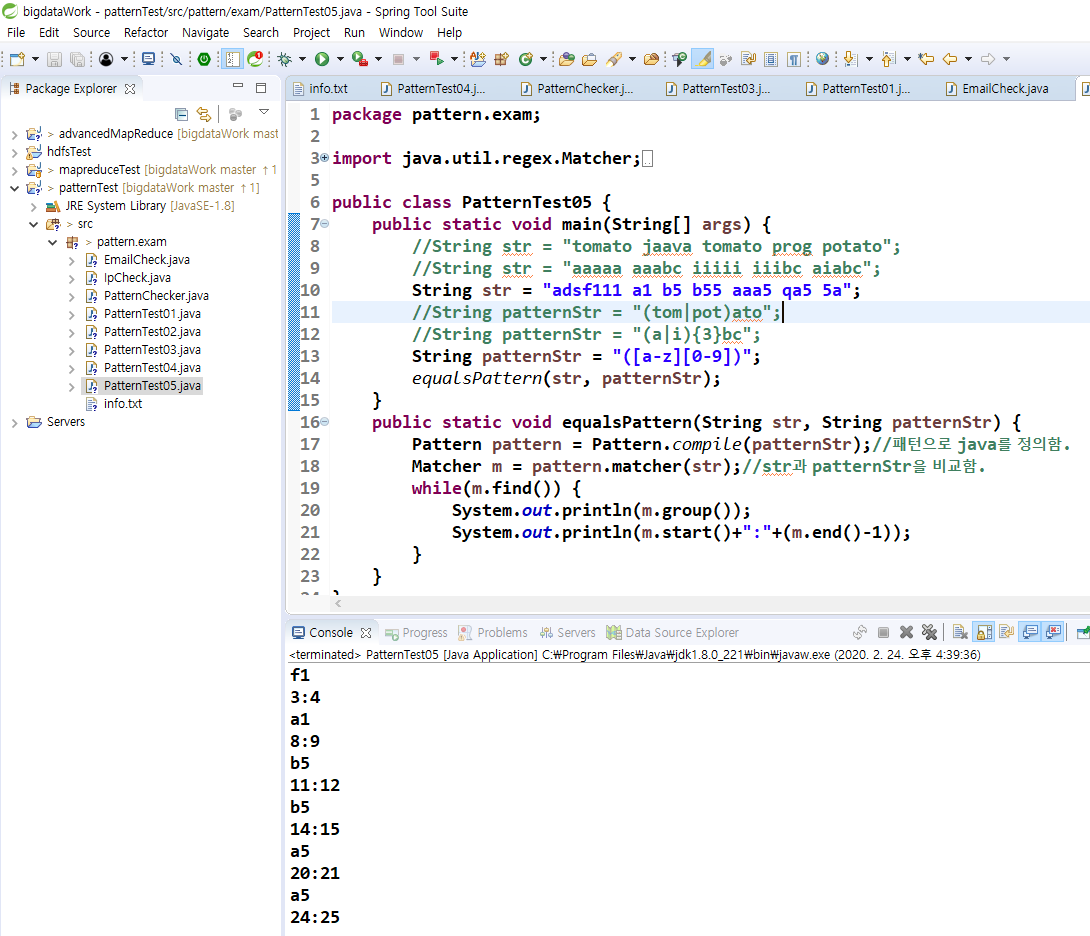 bigdataWork - patternTest/src/pattern/exam/PatternTest05.java - Spring Tool Suite
File Edit Source Refactor Navigate Search Project Run Window Help
Package Explorer
advancedMapReduce [bigdataWork mast
hdfsTest
> mapreduceTest [bigdataWork master ↑1
> patternTest [bigdataWork master ↑1]
JRE System Library [JavaSE-1.8]
> src
> pattern.exam
EmailCheck.java
IpCheck.java
PatternChecker.java
PatternTest01.java
PatternTest02.java
PatternTest03.java
PatternTest04.java
PatternTest05.java
info.txt
Servers
info.txt PatternTest04.j... PatternChecker.j... PatternTest03.j... PatternTest01.j... EmailCheck.java
1 package pattern.exam;
2
3 import java.util.regex.Matcher;
5
6 public class PatternTest05 {
7 public static void main(String[] args) {
8 //String str = "tomato jaava tomato prog potato";
9 //String str = "aaaaa aaabc iiiii iiibc aiabc";
10 String str = "adsf111 a1 b5 b55 aaa5 qa5 5a";
11 //String patternStr = "(tom|pot)ato";
12 //String patternStr = "(a|i){3}bc";
13 String patternStr = "([a-z][0-9])";
14 equalsPattern(str, patternStr);
15 }
16 public static void equalsPattern(String str, String patternStr) {
17 Pattern pattern = Pattern.compile(patternStr);//패턴으로 java를 정의함.
18 Matcher m = pattern.matcher(str);//str과 patternStr을 비교함.
19 while(m.find()) {
20 System.out.println(m.group());
21 System.out.println(m.start()+":"+(m.end()-1));
22 }
23 }
Console Progress Problems Servers Data Source Explorer
<terminated> PatternTest05 [Java Application] C:₩Program Files₩Java₩jdk1.8.0_221₩bin₩javaw.exe (2020. 2. 24. 오후 4:39:36)
f1
3:4
a1
8:9
b5
11:12
b5
14:15
a5
20:21
a5
24:25